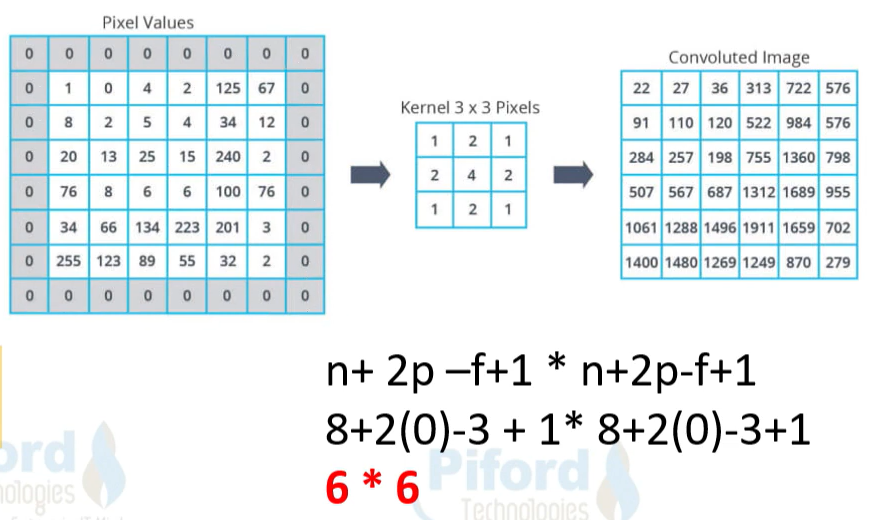 Pixel Values
0 0 0 0 0 0 0 0
0 1 0 4 2 125 67 0
0 8 2 5 4 34 12 0
0 20 13 25 15 240 2 0
0 76 8 6 6 100 76 0
0 34 66 134 223 201 3 0
0 255 123 89 55 32 2 0
0 0 0 0 0 0 0 0
Kernel 3 x 3 Pixels
1 2 1
2 4 2
1 2 1
Convoluted Image
22 27 36 313 722 576
91 110 120 522 984 576
284 257 198 755 1360 798
507 567 687 1312 1689 955
1061 1288 1496 1911 1659 702
1400 1480 1269 1249 870 279
n+ 2p –f+1 * n+2p-f+1
8+2(0)-3 + 1* 8+2(0)-3+1
6 * 6
ord
nologies
Piford
Technologies